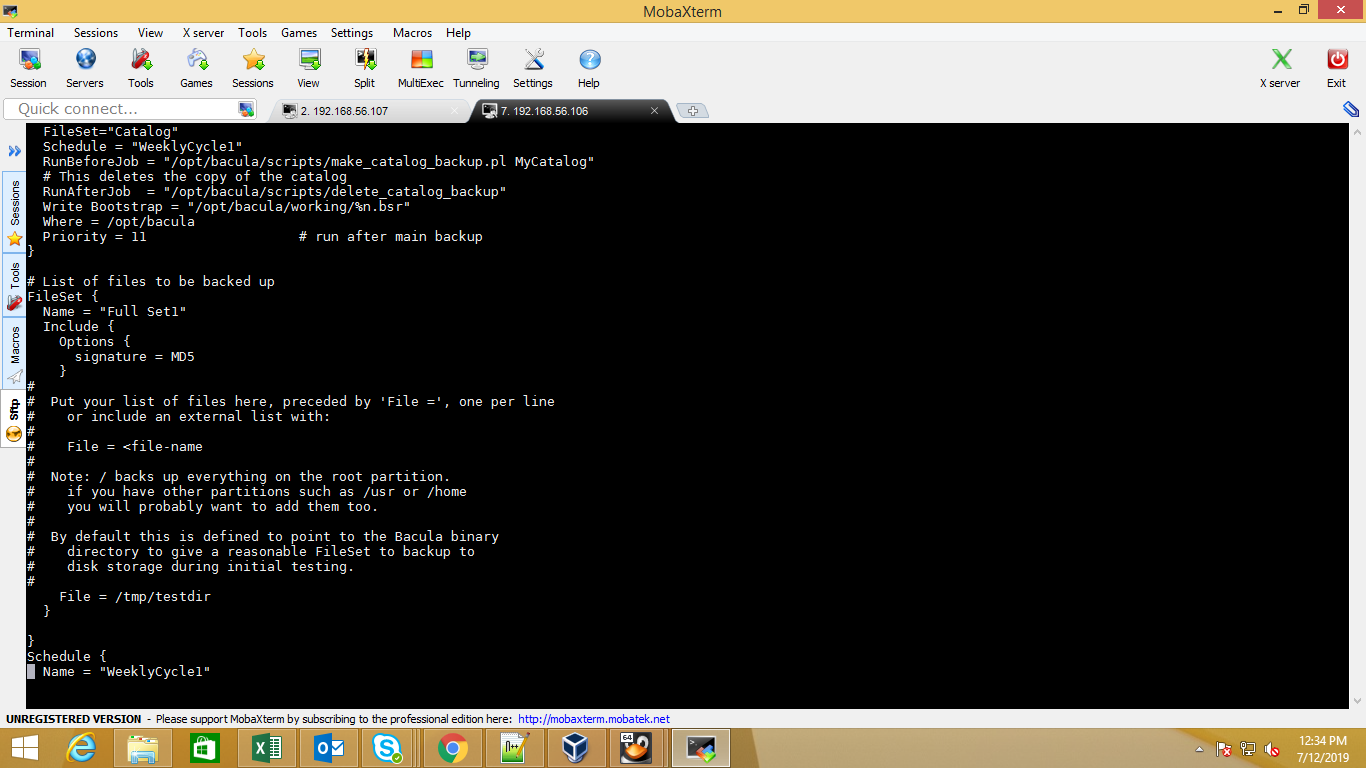 MobaXterm
Terminal Sessions View X server Tools Games Settings Macros Help
Session Servers Tools Games Sessions View Split MultiExec Tunneling Settings Help X server Exit
Quick connect... 2. 192.168.56.107 7. 192.168.56.106
Sessions
Tools
Macros
Sftp
  FileSet="Catalog"
  Schedule = "WeeklyCycle1"
  RunBeforeJob = "/opt/bacula/scripts/make_catalog_backup.pl MyCatalog"
  # This deletes the copy of the catalog
  RunAfterJob  = "/opt/bacula/scripts/delete_catalog_backup"
  Write Bootstrap = "/opt/bacula/working/%n.bsr"
  Where = /opt/bacula
  Priority = 11                   # run after main backup
}
# List of files to be backed up
FileSet {
  Name = "Full Set1"
  Include {
    Options {
      signature = MD5
    }
#
#  Put your list of files here, preceded by 'File =', one per line
#    or include an external list with:
#
#    File = <file-name
#
#  Note: / backs up everything on the root partition.
#    if you have other partitions such as /usr or /home
#    you will probably want to add them too.
#
#  By default this is defined to point to the Bacula binary
#    directory to give a reasonable FileSet to backup to
#    disk storage during initial testing.
#
    File = /tmp/testdir
  }
}
Schedule {
  Name = "WeeklyCycle1"
UNREGISTERED VERSION - Please support MobaXterm by subscribing to the professional edition here: http://mobaxterm.mobatek.net
64
12:34 PM
7/12/2019